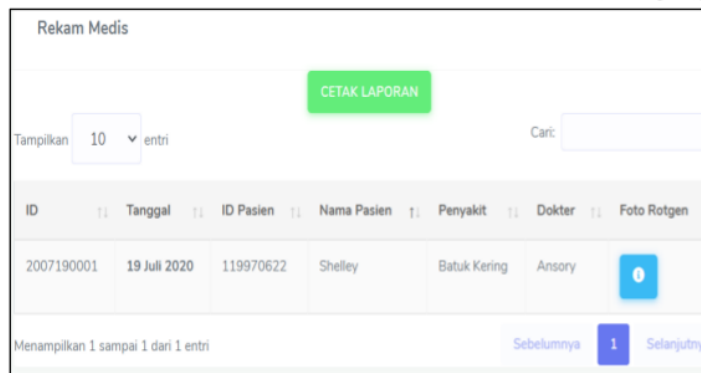 Rekam Medis
CETAK LAPORAN
Tampilkan 10 entri Cari:
ID Tanggal ID Pasien Nama Pasien Penyakit Dokter Foto Rotgen
2007190001 19 Juli 2020 119970622 Shelley Batuk Kering Ansory
Menampilkan 1 sampai 1 dari 1 entri Sebelumnya 1 Selanjutny